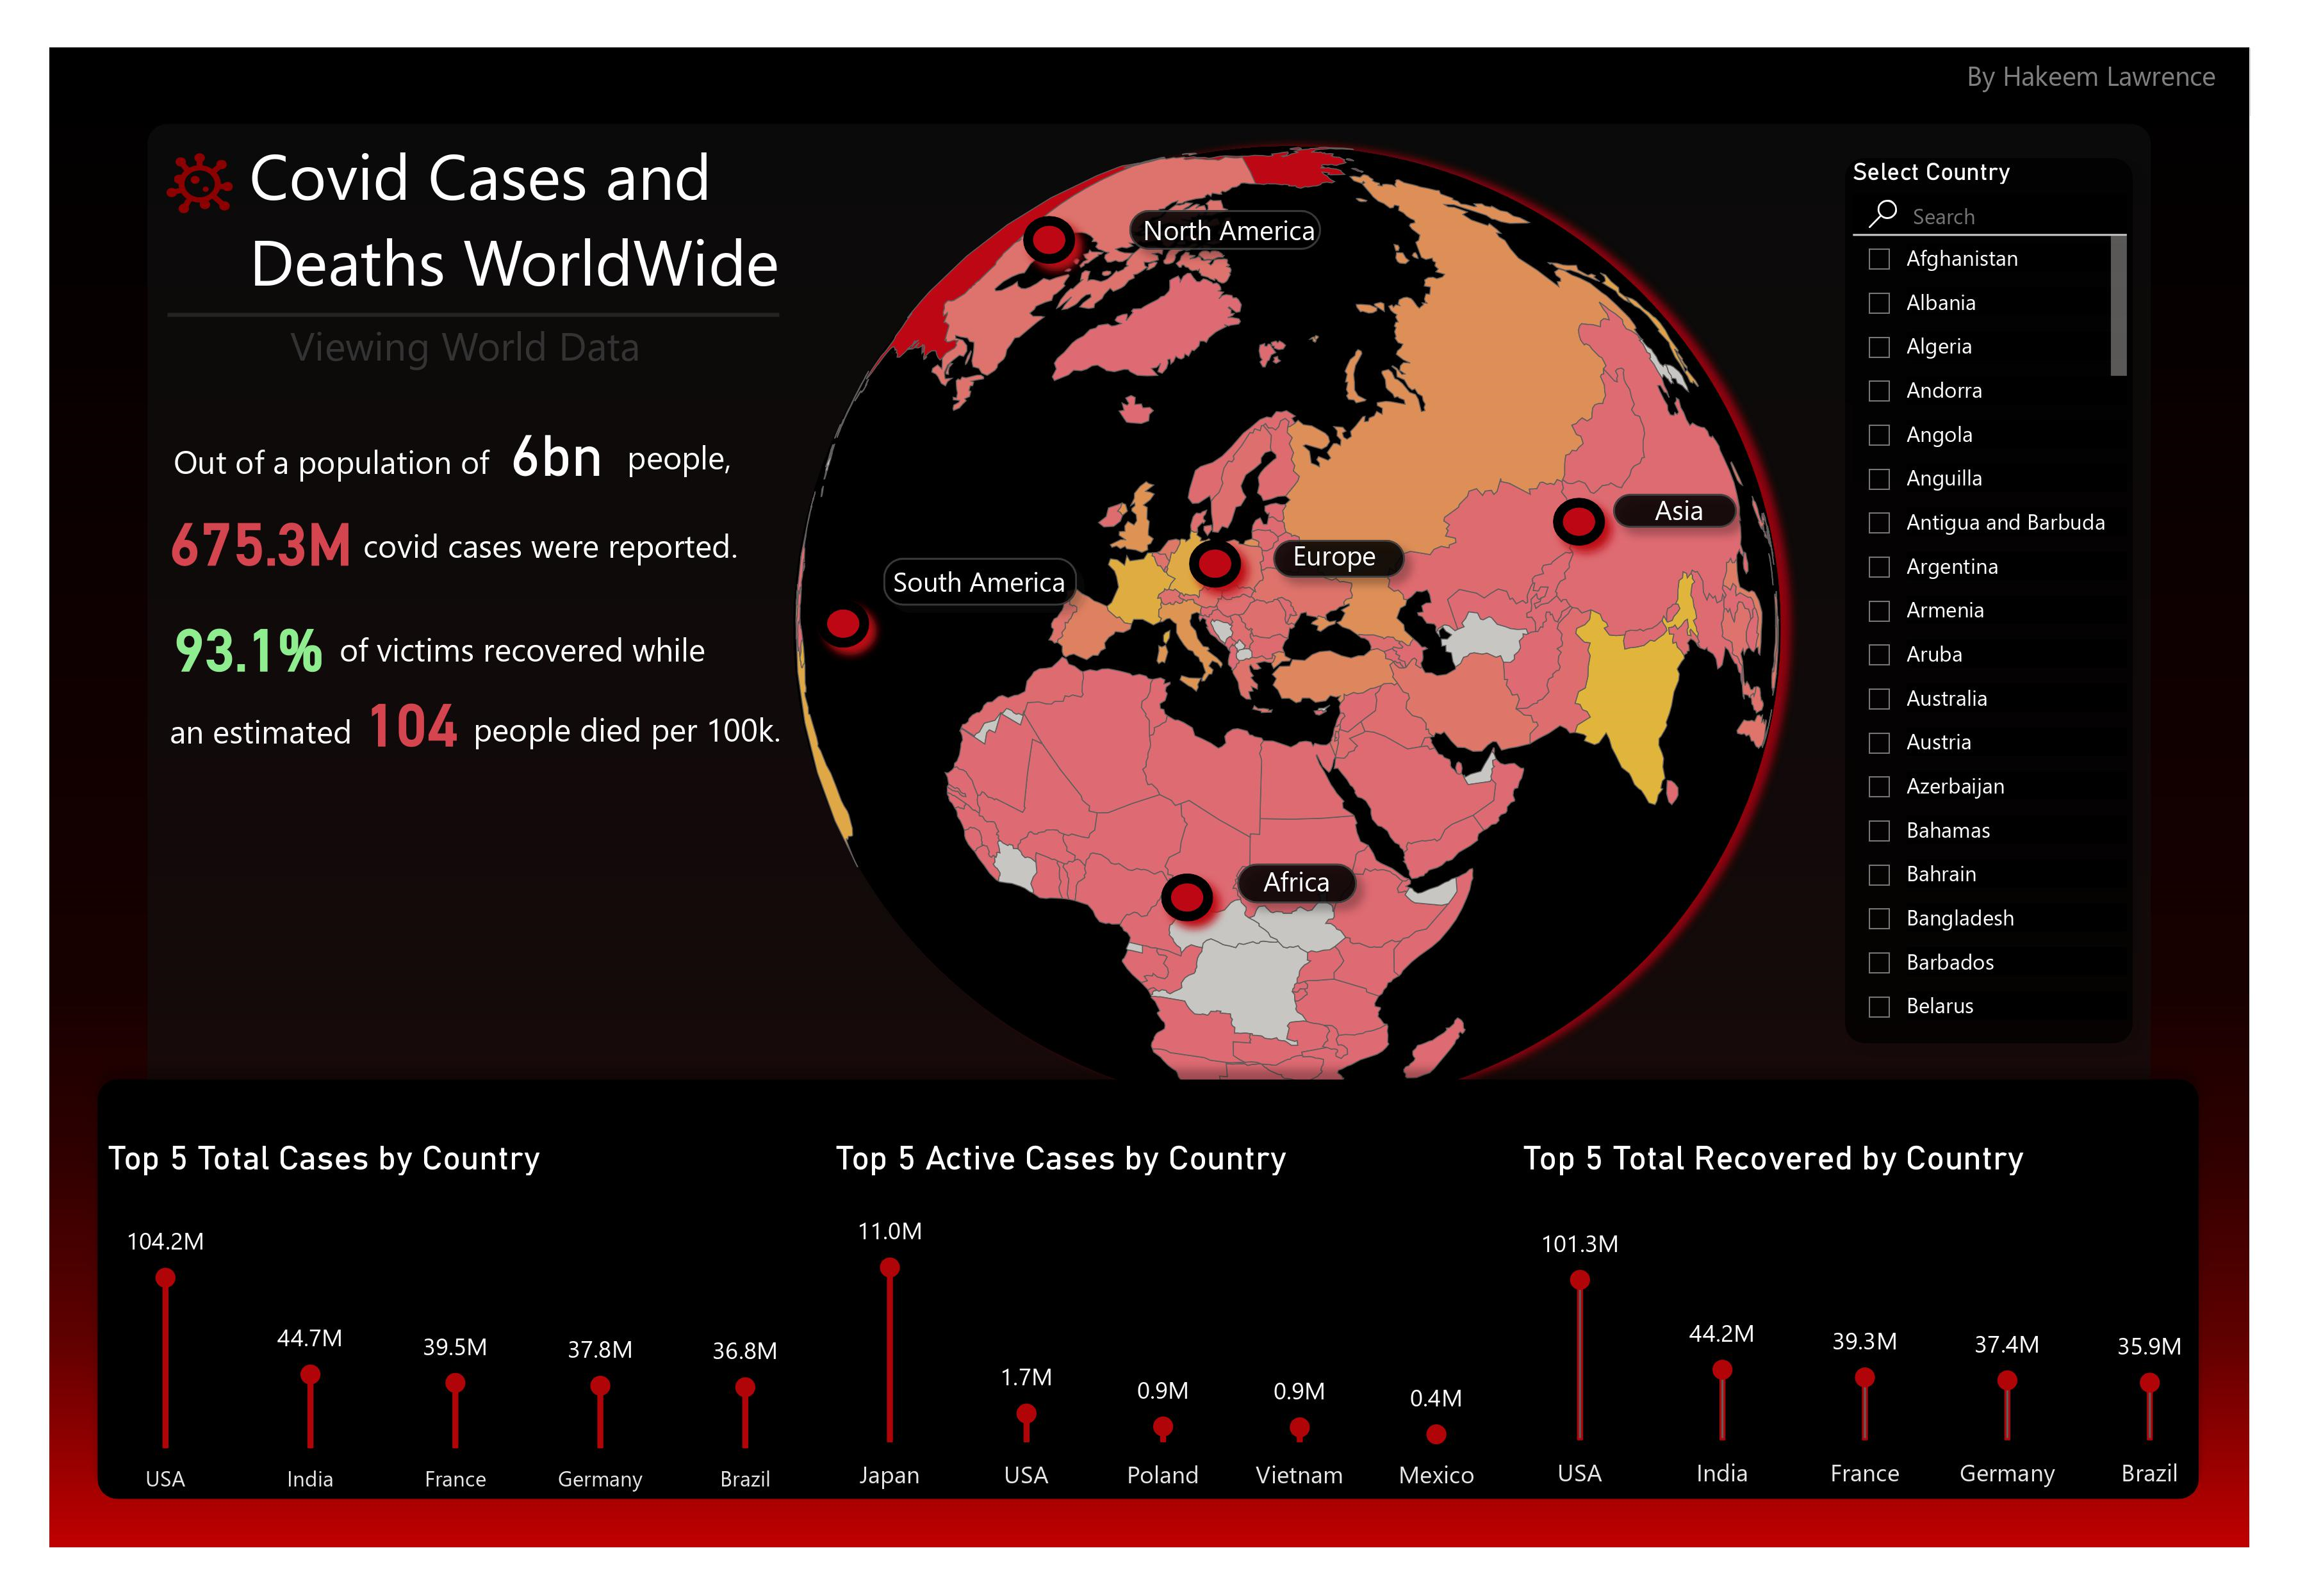 By Hakeem Lawrence
Covid Cases and
Deaths WorldWide
Viewing World Data
Out of a population of 6bn people,
675.3M covid cases were reported.
93.1% of victims recovered while
an estimated 104 people died per 100k.
North America
South America
Europe
Asia
Africa
Select Country
Search
Afghanistan
Albania
Algeria
Andorra
Angola
Anguilla
Antigua and Barbuda
Argentina
Armenia
Aruba
Australia
Austria
Azerbaijan
Bahamas
Bahrain
Bangladesh
Barbados
Belarus
Top 5 Total Cases by Country
104.2M
44.7M
39.5M
37.8M
36.8M
USA
India
France
Germany
Brazil
Top 5 Active Cases by Country
11.0M
1.7M
0.9M
0.9M
0.4M
Japan
USA
Poland
Vietnam
Mexico
Top 5 Total Recovered by Country
101.3M
44.2M
39.3M
37.4M
35.9M
USA
India
France
Germany
Brazil